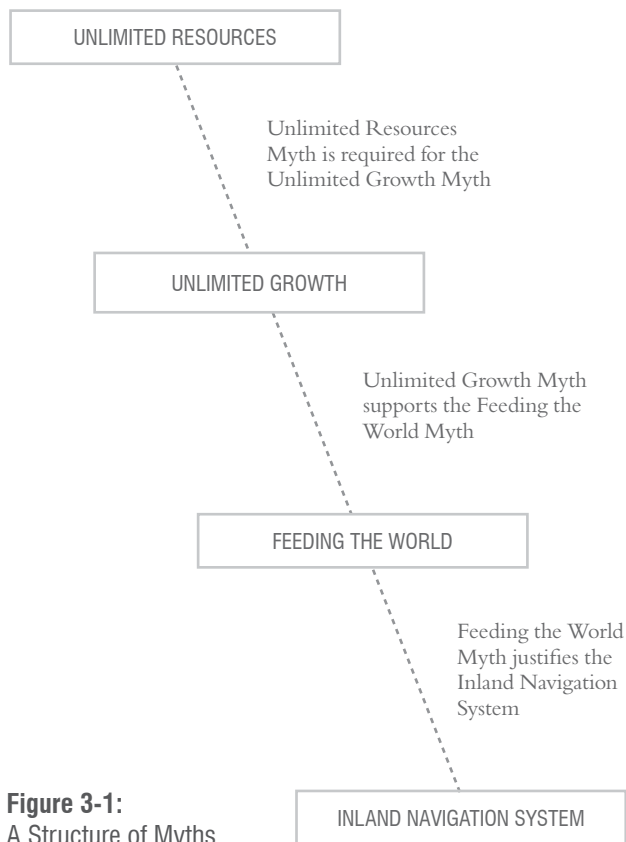 UNLIMITED RESOURCES
Unlimited Resources
Myth is required for the
Unlimited Growth Myth
UNLIMITED GROWTH
Unlimited Growth Myth
supports the Feeding the
World Myth
FEEDING THE WORLD
Feeding the World
Myth justifies the
Inland Navigation
System
INLAND NAVIGATION SYSTEM
Figure 3-1:
A Structure of Myths